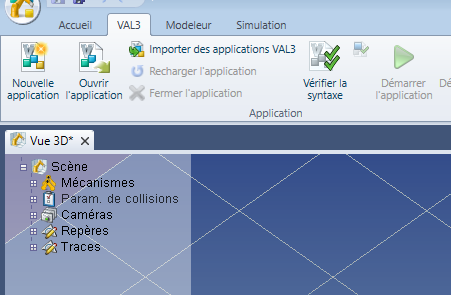 Accueil VAL3 Modeleur Simulation
Nouvelle application
Ouvrir l'application
Importer des applications VAL3
Recharger l'application
Fermer l'application
Vérifier la syntaxe
Démarrer l'application
Application
Vue 3D*
Scène
Mécanismes
Param. de collisions
Caméras
Repères
Traces